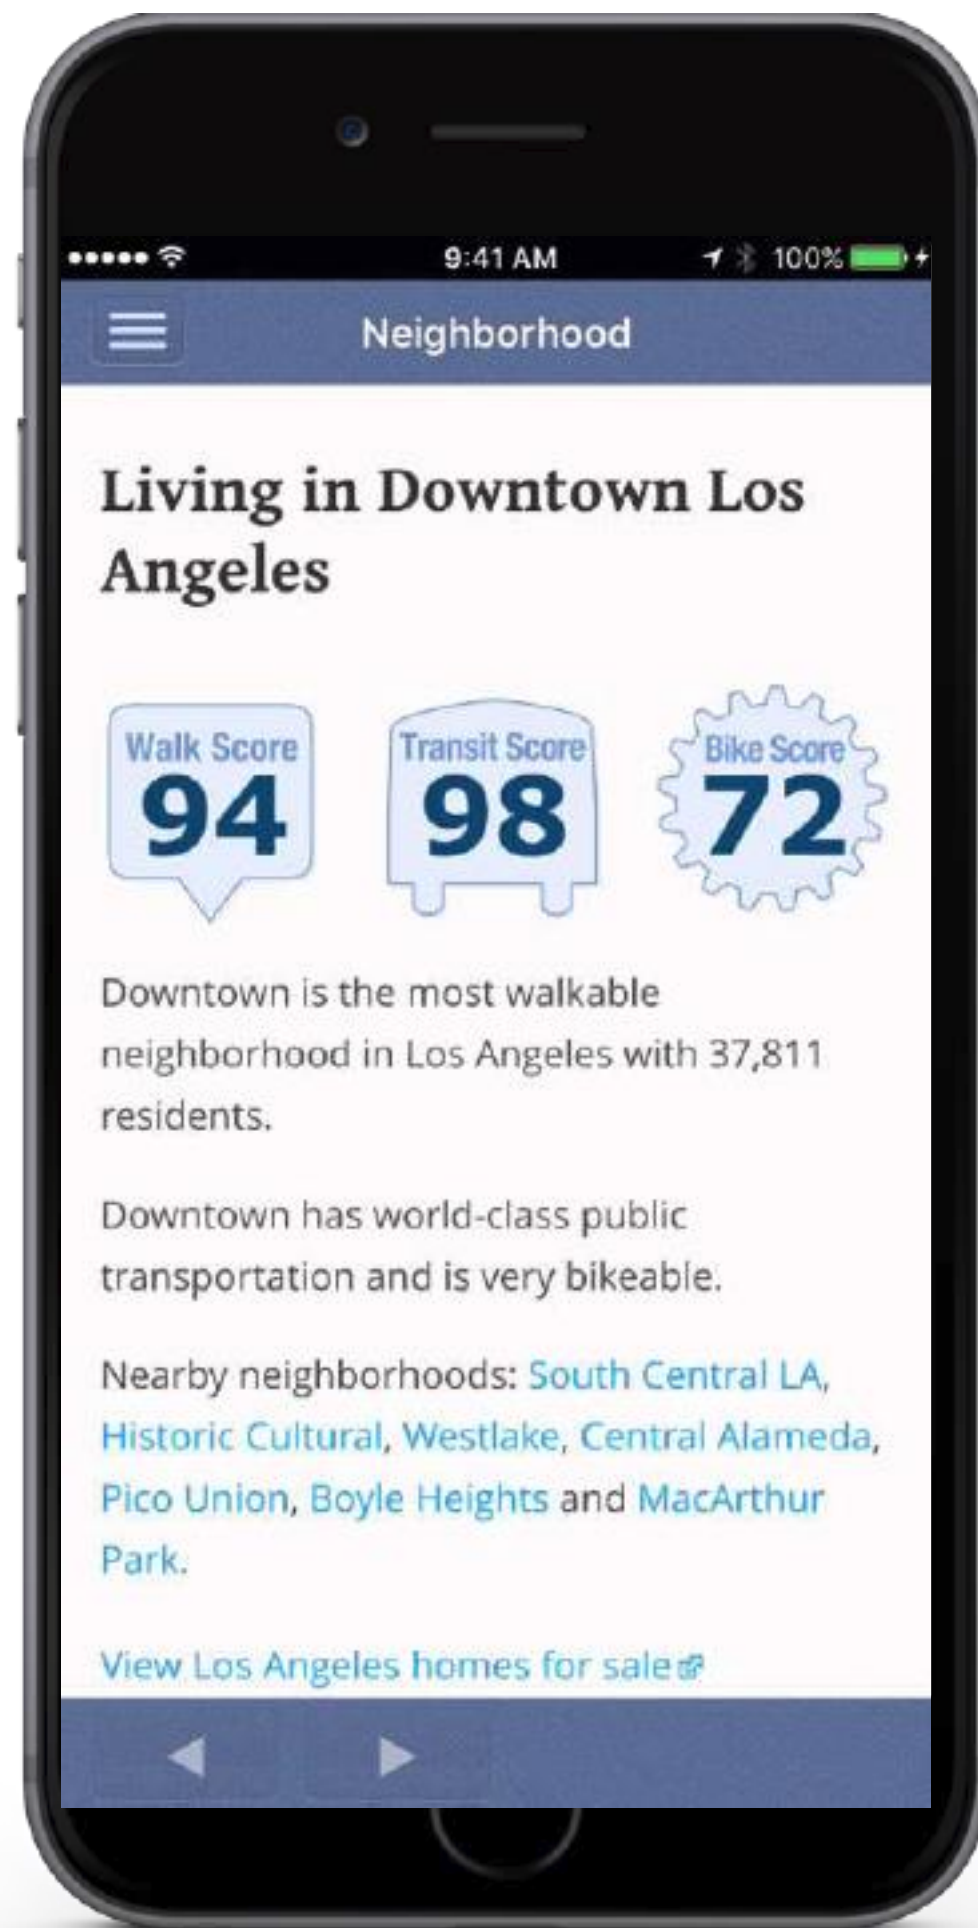 9:41 AM 100%
Neighborhood
Living in Downtown Los
Angeles
Walk Score Transit Score Bike Score
94 98 72
Downtown is the most walkable
neighborhood in Los Angeles with 37,811
residents.
Downtown has world-class public
transportation and is very bikeable.
Nearby neighborhoods: South Central LA,
Historic Cultural, Westlake, Central Alameda,
Pico Union, Boyle Heights and MacArthur
Park.
View Los Angeles homes for sale